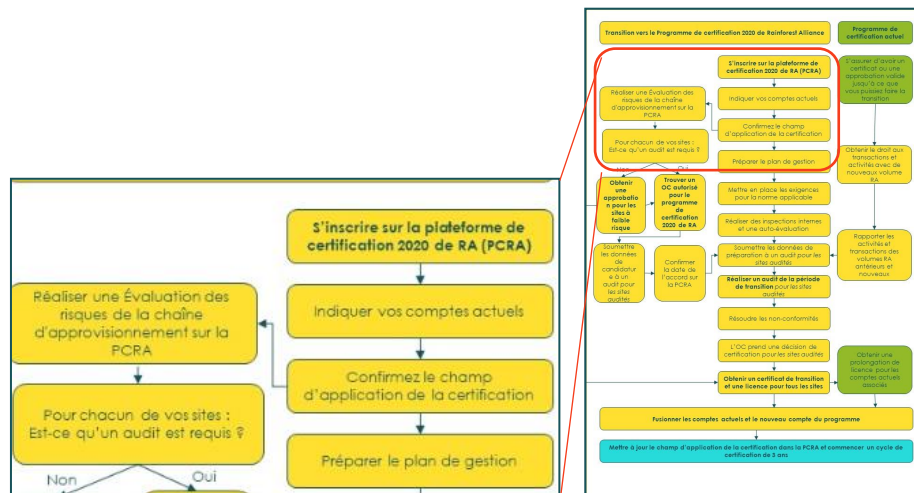 S'inscrire sur la plateforme de
certification 2020 de RA (PCRA)
Réaliser une Évaluation des
risques de la chaîne
d'approvisionnement sur la
PCRA
Indiquer vos comptes actuels
Confirmez le champ
d'application de la certification
Pour chacun de vos sites :
Est-ce qu'un audit est requis ?
Préparer le plan de gestion
Non
Oui
Transition vers le Programme de certification 2020 de Rainforest Alliance
Programme de
certification actuel
S'inscrire sur la plateforme de
certification 2020 de RA (PCRA)
S'assurer d'avoir un
certificat ou une
approbation valide
jusqu'à ce que
vous puissiez faire la
transition
Réaliser une Évaluation des
risques de la chaîne
d'approvisionnement sur la
PCRA
Indiquer vos comptes actuels
Confirmez le champ
d'application de la certification
Pour chacun de vos sites :
Est-ce qu'un audit est requis ?
Préparer le plan de gestion
Obtenir le droit aux
transactions et
activités avec de
nouveaux volume
RA
Non
Oui
Obtenir
une
approbatio
n pour les
sites à
faible
risque
Trouver un
OC autorisé
pour le
programme
de
certification
2020 de RA
Mettre en place les exigences
pour la norme applicable
Réaliser des inspections internes
et une auto-évaluation
Soumettre
les données
de
candidatur
e à un
audit pour
les sites
audités
Confirmer
la date de
l'accord sur
la PCRA
Soumettre les données de
préparation à un audit pour les
sites audités
Rapporter les
activités et
transactions des
volumes RA
antérieurs et
nouveaux
Réaliser un audit de la période
de transition pour les sites
audités
Résoudre les non-conformités
L'OC prend une décision de
certification pour les sites audités
Obtenir une
prolongation de
licence pour les
comptes actuels
associés
Obtenir un certificat de transition
et une licence pour tous les sites
Fusionner les comptes actuels et le nouveau compte du programme
Mettre à jour le champ d'application de la certification dans la PCRA et commencer un cycle de
certification de 3 ans